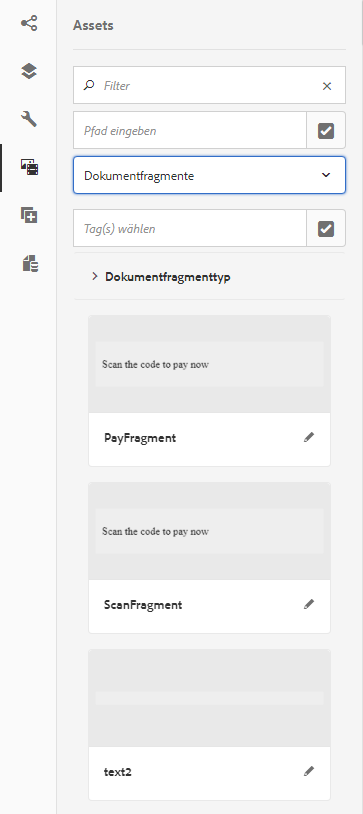 Assets
Filter
Pfad eingeben
Dokumentfragmente
Tag(s) wählen
Dokumentfragmenttyp
Scan the code to pay now
PayFragment
Scan the code to pay now
ScanFragment
text2